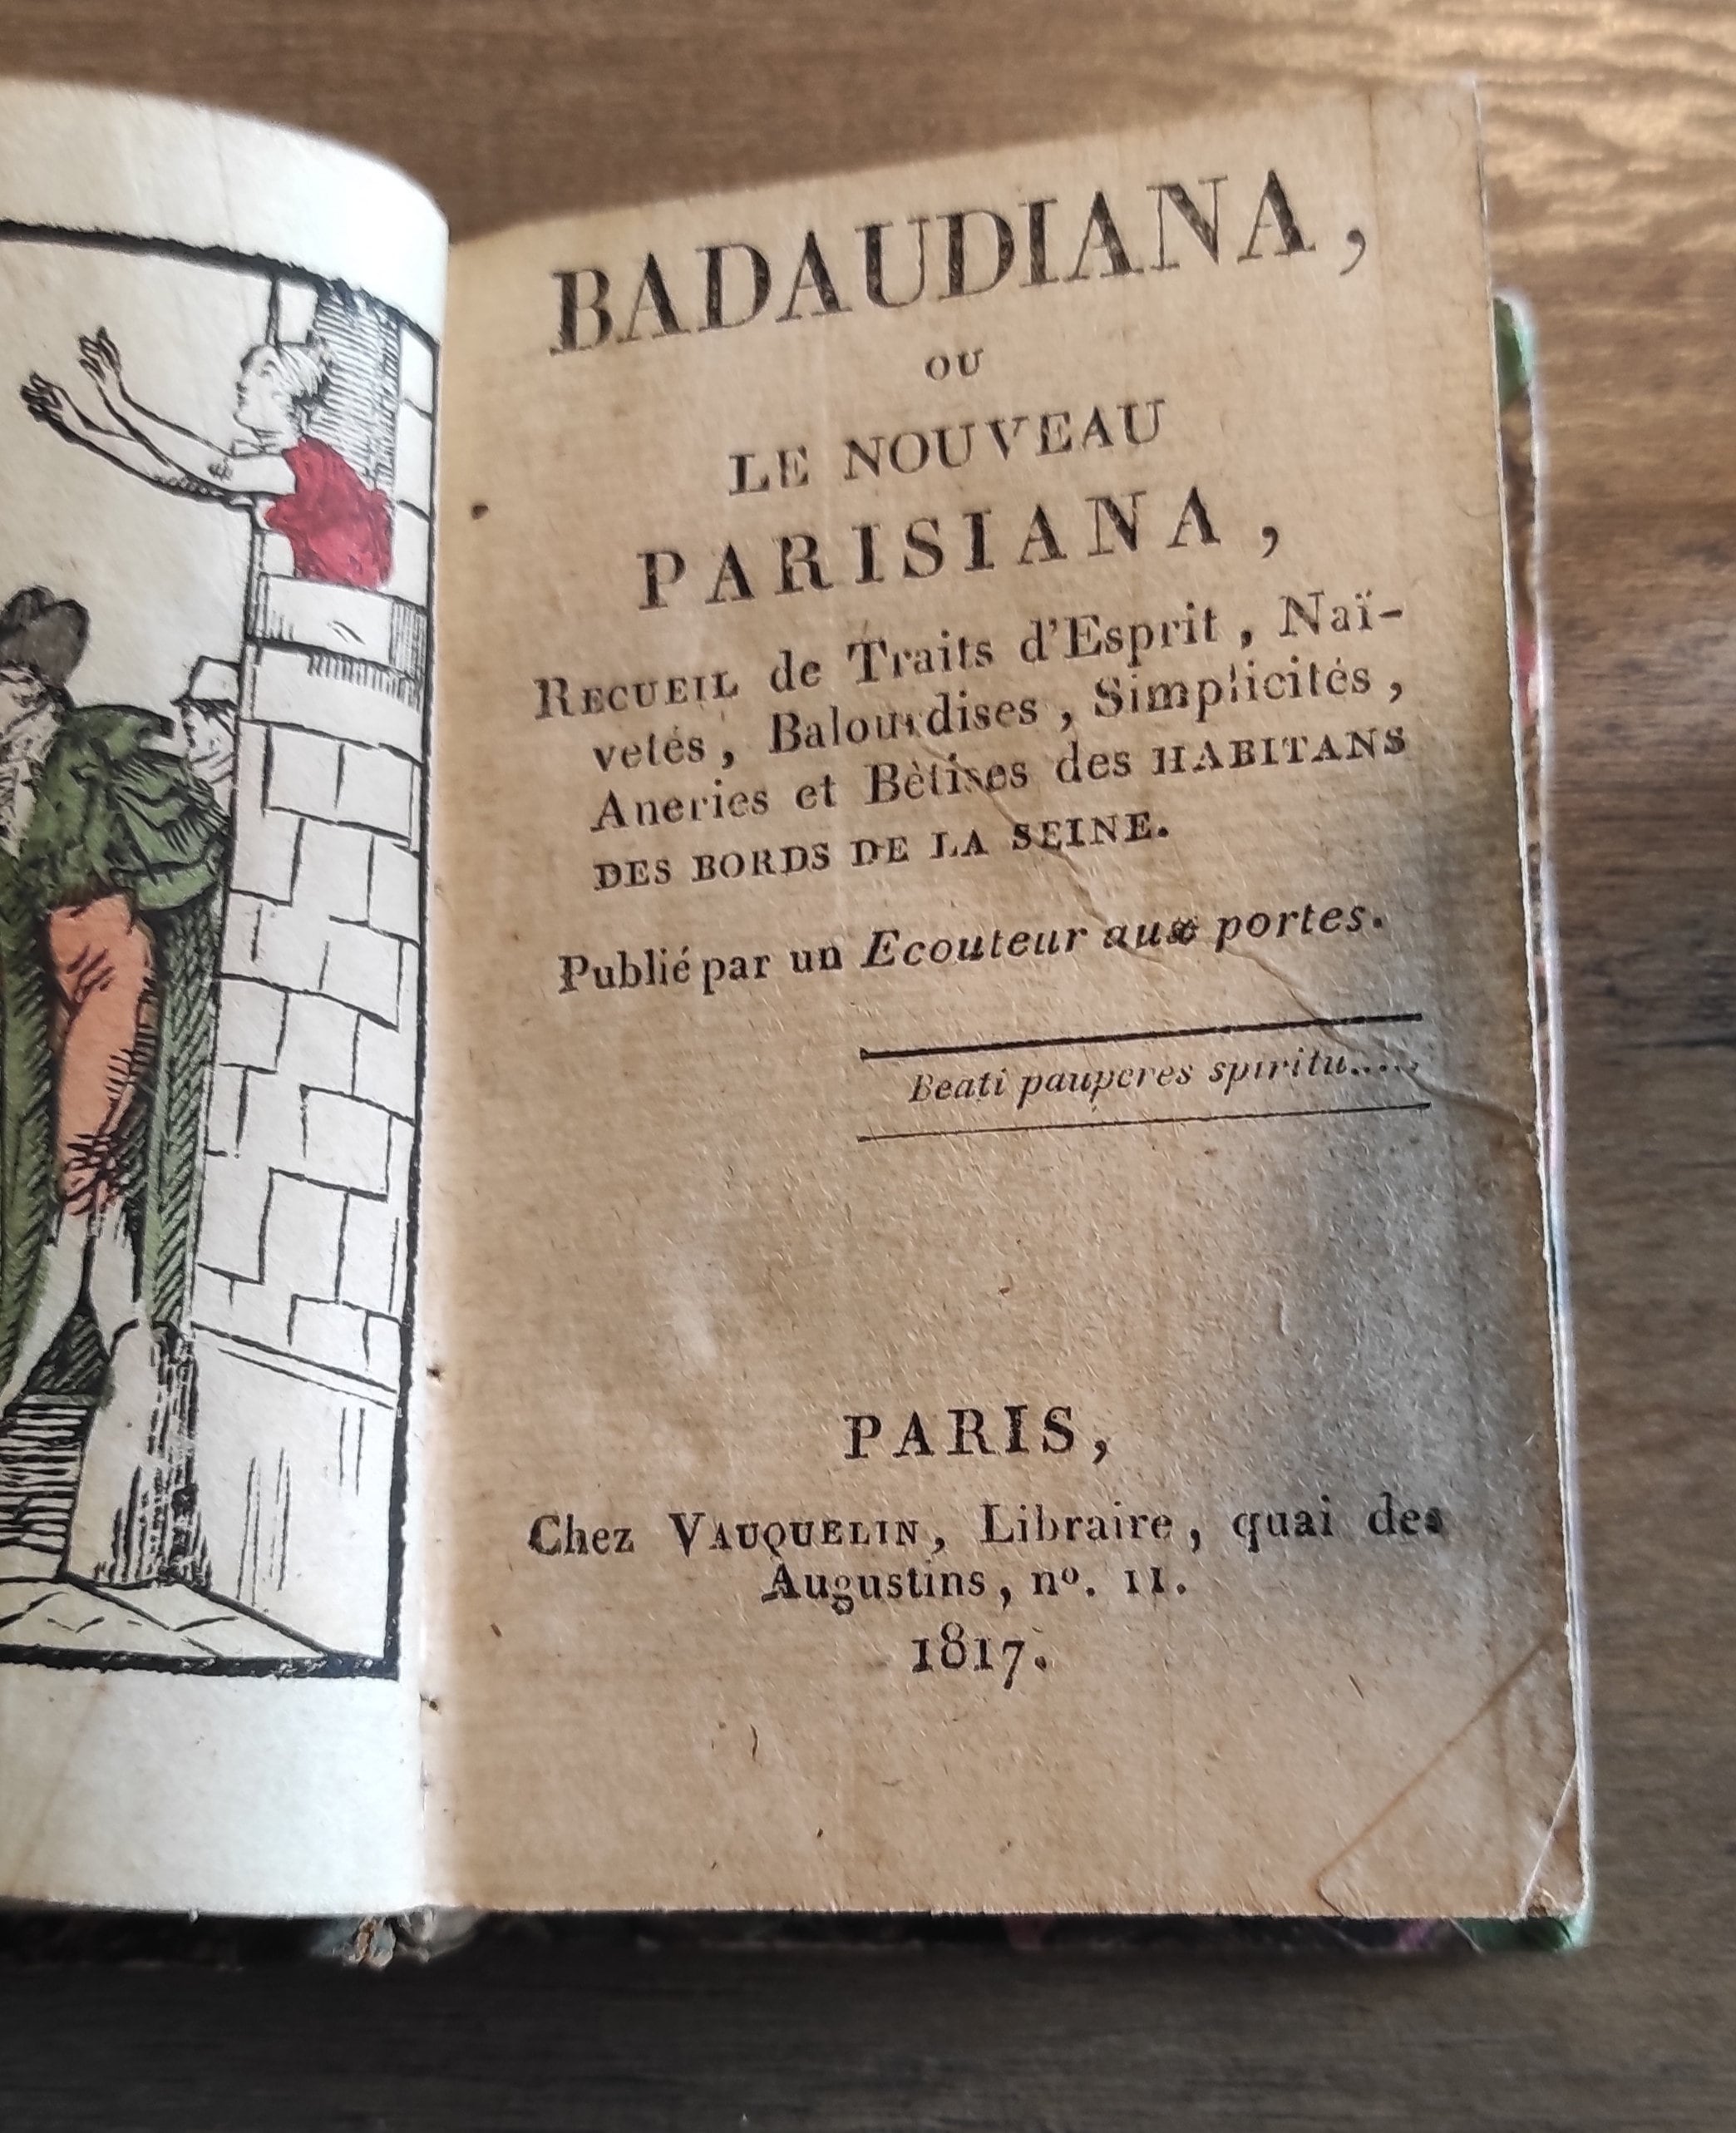 BADAUDIANA,
OU
LE NOUVEAU
PARISIANA,
RECUEIL de Traits d'Esprit, Naï-
vetés, Balourdises, Simplicités,
Aneries et Bètises des HABITANS
DES BORDS DE LA SEINE.
Publié par un Ecouteur aux portes.
Beati pauperes spiritu.....
PARIS,
Chez VAUQUELIN, Libraire, quai des
Augustins, nº. 11.
1817.